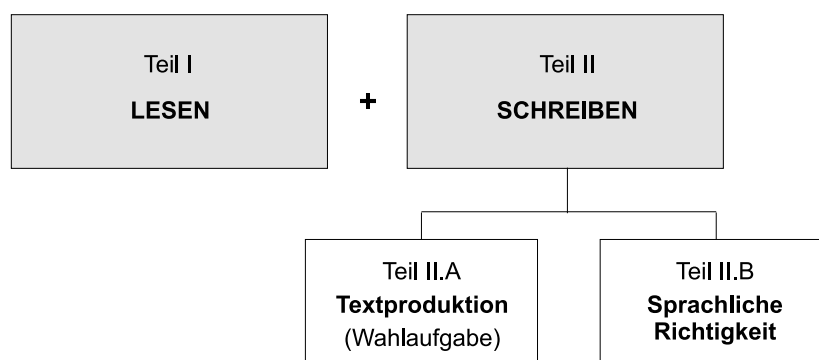 Teil I
LESEN
+
Teil II
SCHREIBEN
Teil II.A
Textproduktion
(Wahlaufgabe)
Teil II.B
Sprachliche
Richtigkeit